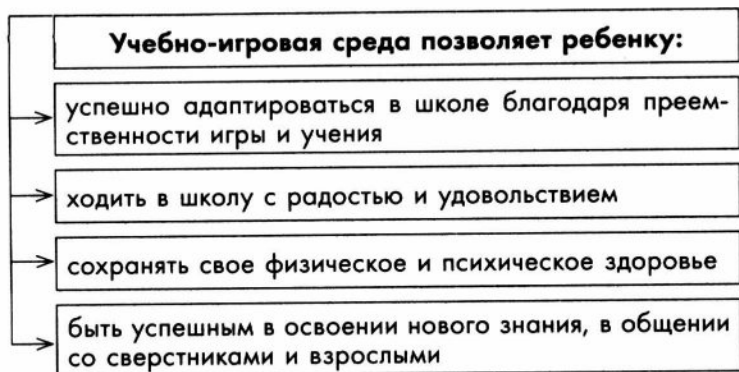 Учебно-игровая среда позволяет ребенку:
успешно адаптироваться в школе благодаря преем-
ственности игры и учения
ходить в школу с радостью и удовольствием
сохранять свое физическое и психическое здоровье
быть успешным в освоении нового знания, в общении
со сверстниками и взрослыми